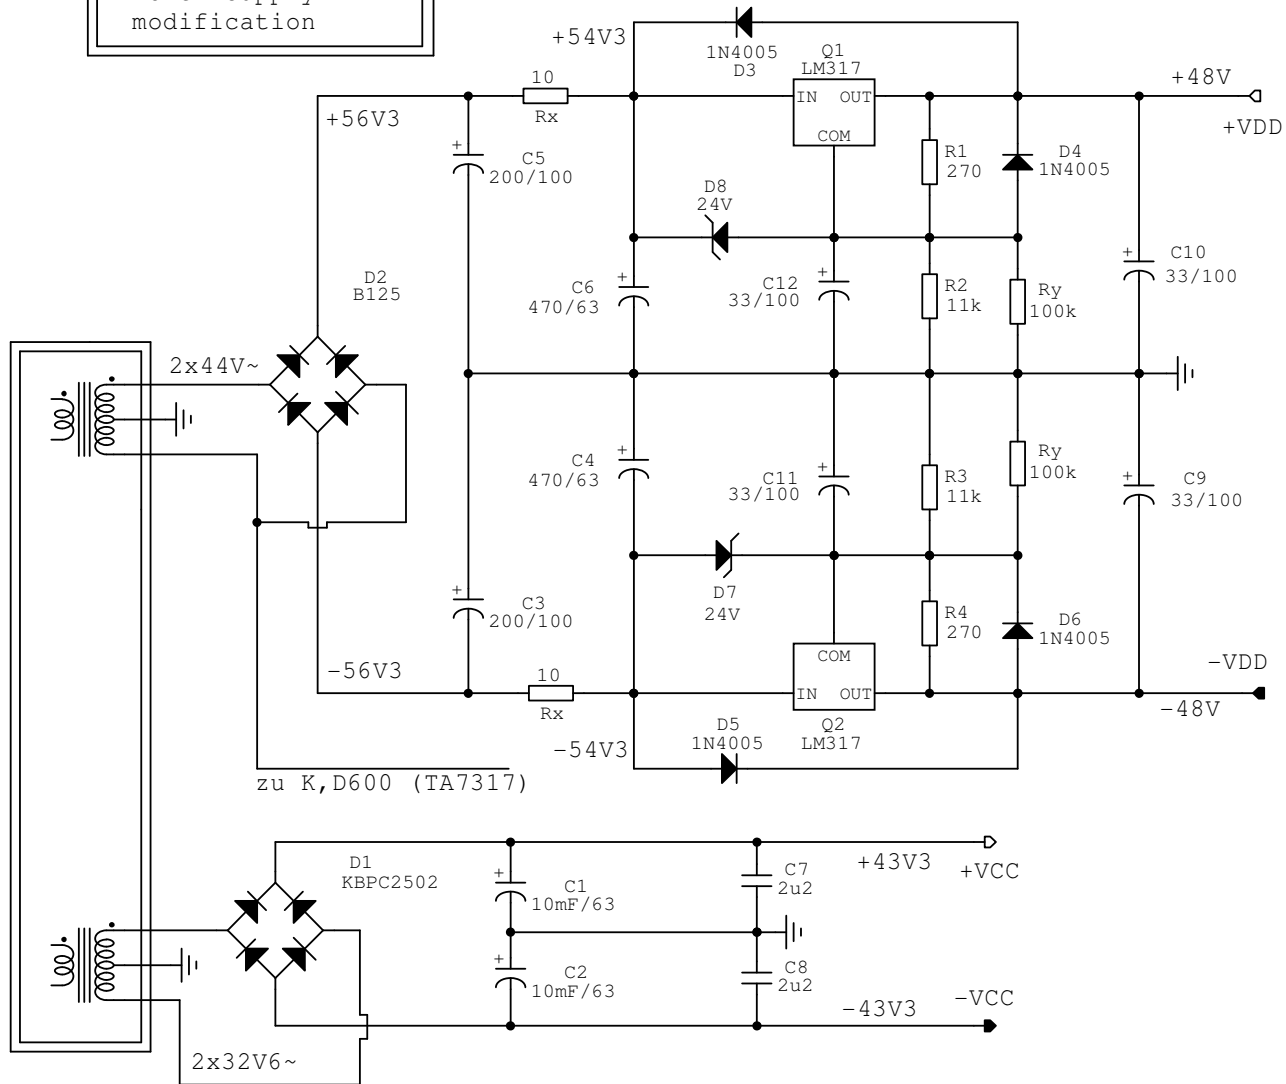 modification
+54V3
1N4005
D3
Q1
LM317
IN OUT
COM
+48V
+VDD
10
Rx
+56V3
C5
200/100
R1
270
D4
1N4005
D8
24V
D2
B125
C6
470/63
C12
33/100
R2
11k
Ry
100k
C10
33/100
2x44V~
C4
470/63
C11
33/100
R3
11k
Ry
100k
C9
33/100
C3
200/100
D7
24V
R4
270
D6
1N4005
-56V3
10
Rx
COM
IN OUT
Q2
LM317
-VDD
-48V
-54V3
D5
1N4005
zu K,D600 (TA7317)
D1
KBPC2502
C1
10mF/63
C7
2u2
+43V3
+VCC
C2
10mF/63
C8
2u2
-43V3
-VCC
2x32V6~